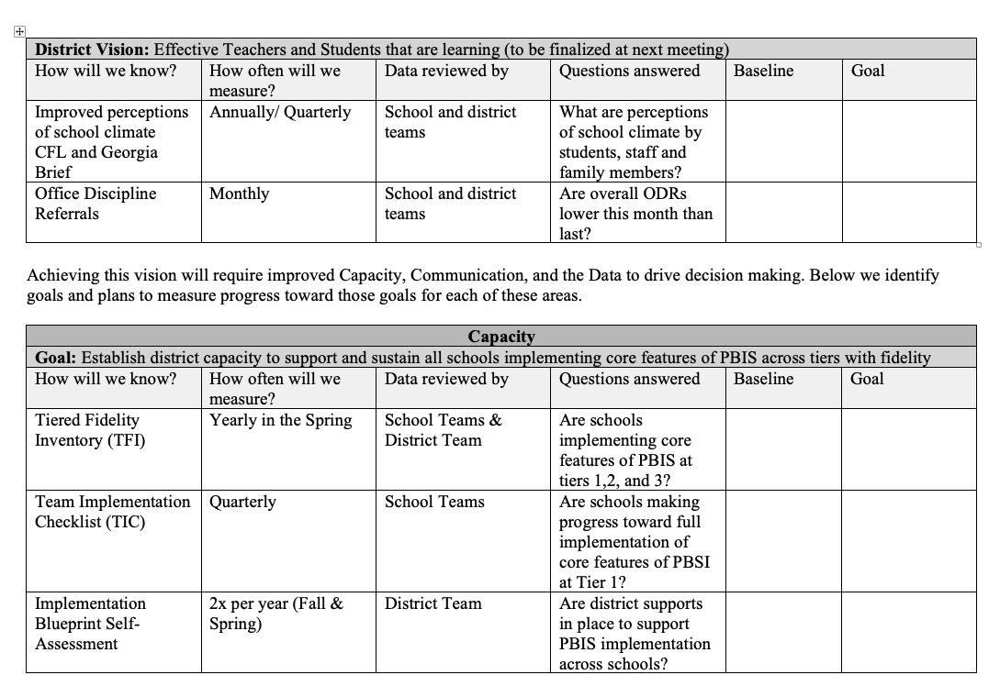 District Vision: Effective Teachers and Students that are learning (to be finalized at next meeting)
How will we know?
How often will we
measure?
Data reviewed by
Questions answered
Baseline
Goal
Improved perceptions
of school climate
CFL and Georgia
Brief
Annually/ Quarterly
School and district
teams
What are perceptions
of school climate by
students, staff and
family members?
Office Discipline
Referrals
Monthly
School and district
teams
Are overall ODRs
lower this month than
last?
Achieving this vision will require improved Capacity, Communication, and the Data to drive decision making. Below we identify
goals and plans to measure progress toward those goals for each of these areas.
Capacity
Goal: Establish district capacity to support and sustain all schools implementing core features of PBIS across tiers with fidelity
How will we know?
How often will we
measure?
Data reviewed by
Questions answered
Baseline
Goal
Tiered Fidelity
Inventory (TFI)
Yearly in the Spring
School Teams &
District Team
Are schools
implementing core
features of PBIS at
tiers 1,2, and 3?
Team Implementation
Checklist (TIC)
Quarterly
School Teams
Are schools making
progress toward full
implementation of
core features of PBSI
at Tier 1?
Implementation
Blueprint Self-
Assessment
2x per year (Fall &
Spring)
District Team
Are district supports
in place to support
PBIS implementation
across schools?